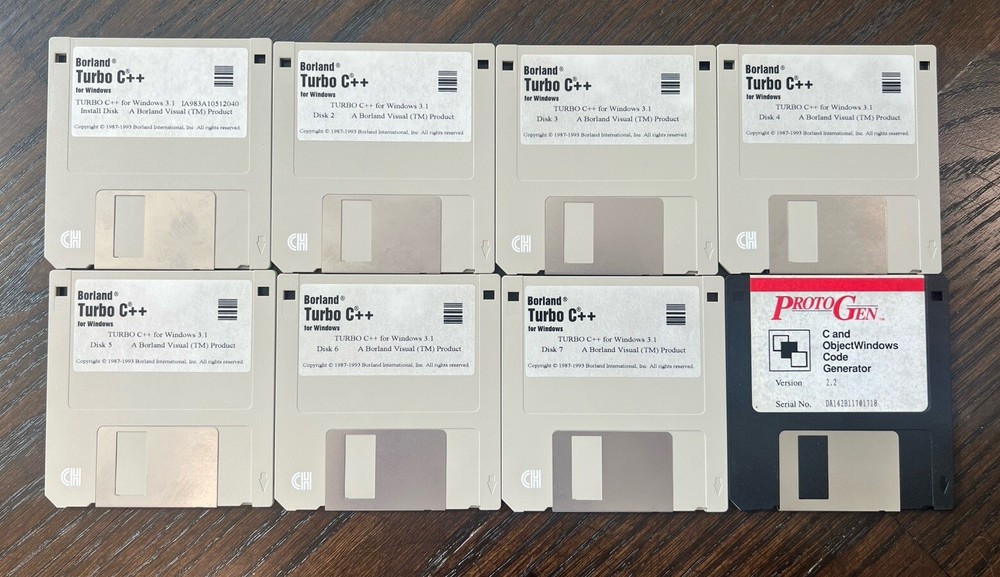 Borland®
Turbo C++®
for Windows
TURBO C++ for Windows 3.1 IA983A10512040
Install Disk A Borland Visual (TM) Product
Copyright © 1987-1993 Borland International, Inc. All rights reserved.
HD
Borland®
Turbo C++®
for Windows
TURBO C++ for Windows 3.1
Disk 2 A Borland Visual (TM) Product
Copyright © 1987-1993 Borland International, Inc. All rights reserved.
HD
Borland®
Turbo C++®
for Windows
TURBO C++ for Windows 3.1
Disk 3 A Borland Visual (TM) Product
Copyright © 1987-1993 Borland International, Inc. All rights reserved.
HD
Borland®
Turbo C++®
for Windows
TURBO C++ for Windows 3.1
Disk 4 A Borland Visual (TM) Product
Copyright © 1987-1993 Borland International, Inc. All rights reserved.
HD
Borland®
Turbo C++®
for Windows
TURBO C++ for Windows 3.1
Disk 5 A Borland Visual (TM) Product
Copyright © 1987-1993 Borland International, Inc. All rights reserved.
HD
Borland®
Turbo C++®
for Windows
TURBO C++ for Windows 3.1
Disk 6 A Borland Visual (TM) Product
Copyright © 1987-1993 Borland International, Inc. All rights reserved.
HD
Borland®
Turbo C++®
for Windows
TURBO C++ for Windows 3.1
Disk 7 A Borland Visual (TM) Product
Copyright © 1987-1993 Borland International, Inc. All rights reserved.
HD
PROTOGEN™
C and
ObjectWindows
Code
Generator
Version 2.2
Serial No. DA142B11701718